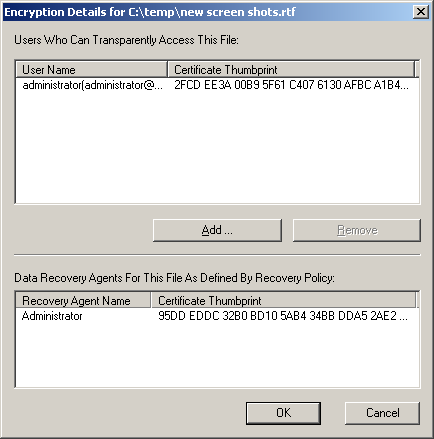 Encryption Details for C:\temp\new screen shots.rtf
Users Who Can Transparently Access This File:
User Name Certificate Thumbprint
administrator(administrator@... 2FCD EE3A 00B9 5F61 C407 6130 AFBC A1B4...
Add ... Remove
Data Recovery Agents For This File As Defined By Recovery Policy:
Recovery Agent Name Certificate Thumbprint
Administrator 95DD EDDC 32B0 BD10 5AB4 34BB DDA5 2AE2 ...
OK Cancel